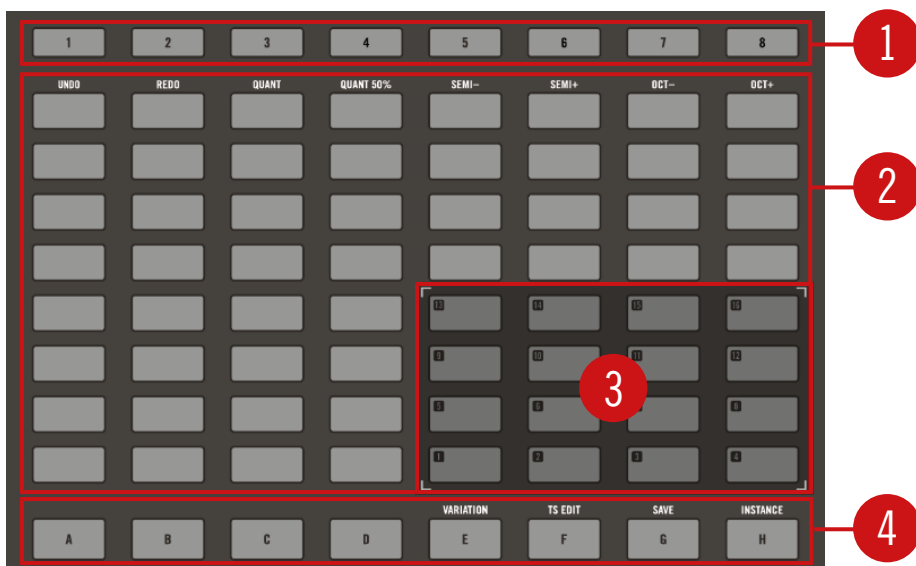 1 2 3 4 5 6 7 8
1
UNDO REDO QUANT QUANT 50% SEMI– SEMI+ OCT– OCT+
2
13 14 15 16
9 10 11 12
3
5 6 8
1 2 3 4
VARIATION TS EDIT SAVE INSTANCE
A B C D E F G H
4